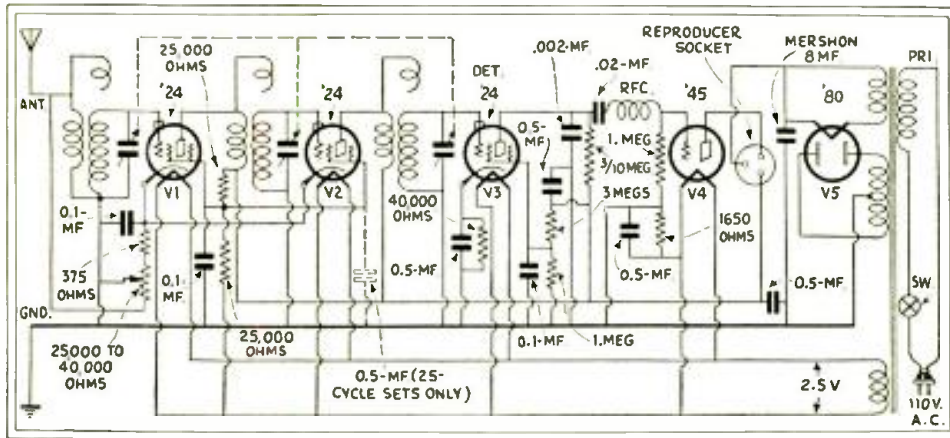 25,000
OHMS
.002-MF
REPRODUCER
SOCKET
MERSHON
8 MF
PRI
.02-MF
DET.
RFC
ANT.
'24
'24
'24
'45
'80
0.5-
MF
1. MEG
3/10 MEG
V1
V2
V3
V4
V5
40,000
OHMS
3 MEGS
1650
OHMS
0.1-
MF
375
OHMS
0.1-
MF.
0.5-MF
0.5-MF
0.5-
MF
SW.
GND.
25,000 TO
40,000
OHMS
25,000
OHMS
0.1-MF
1.MEG
0.5-MF (25-
CYCLE SETS ONLY)
2.5 V
110V.
A.C.